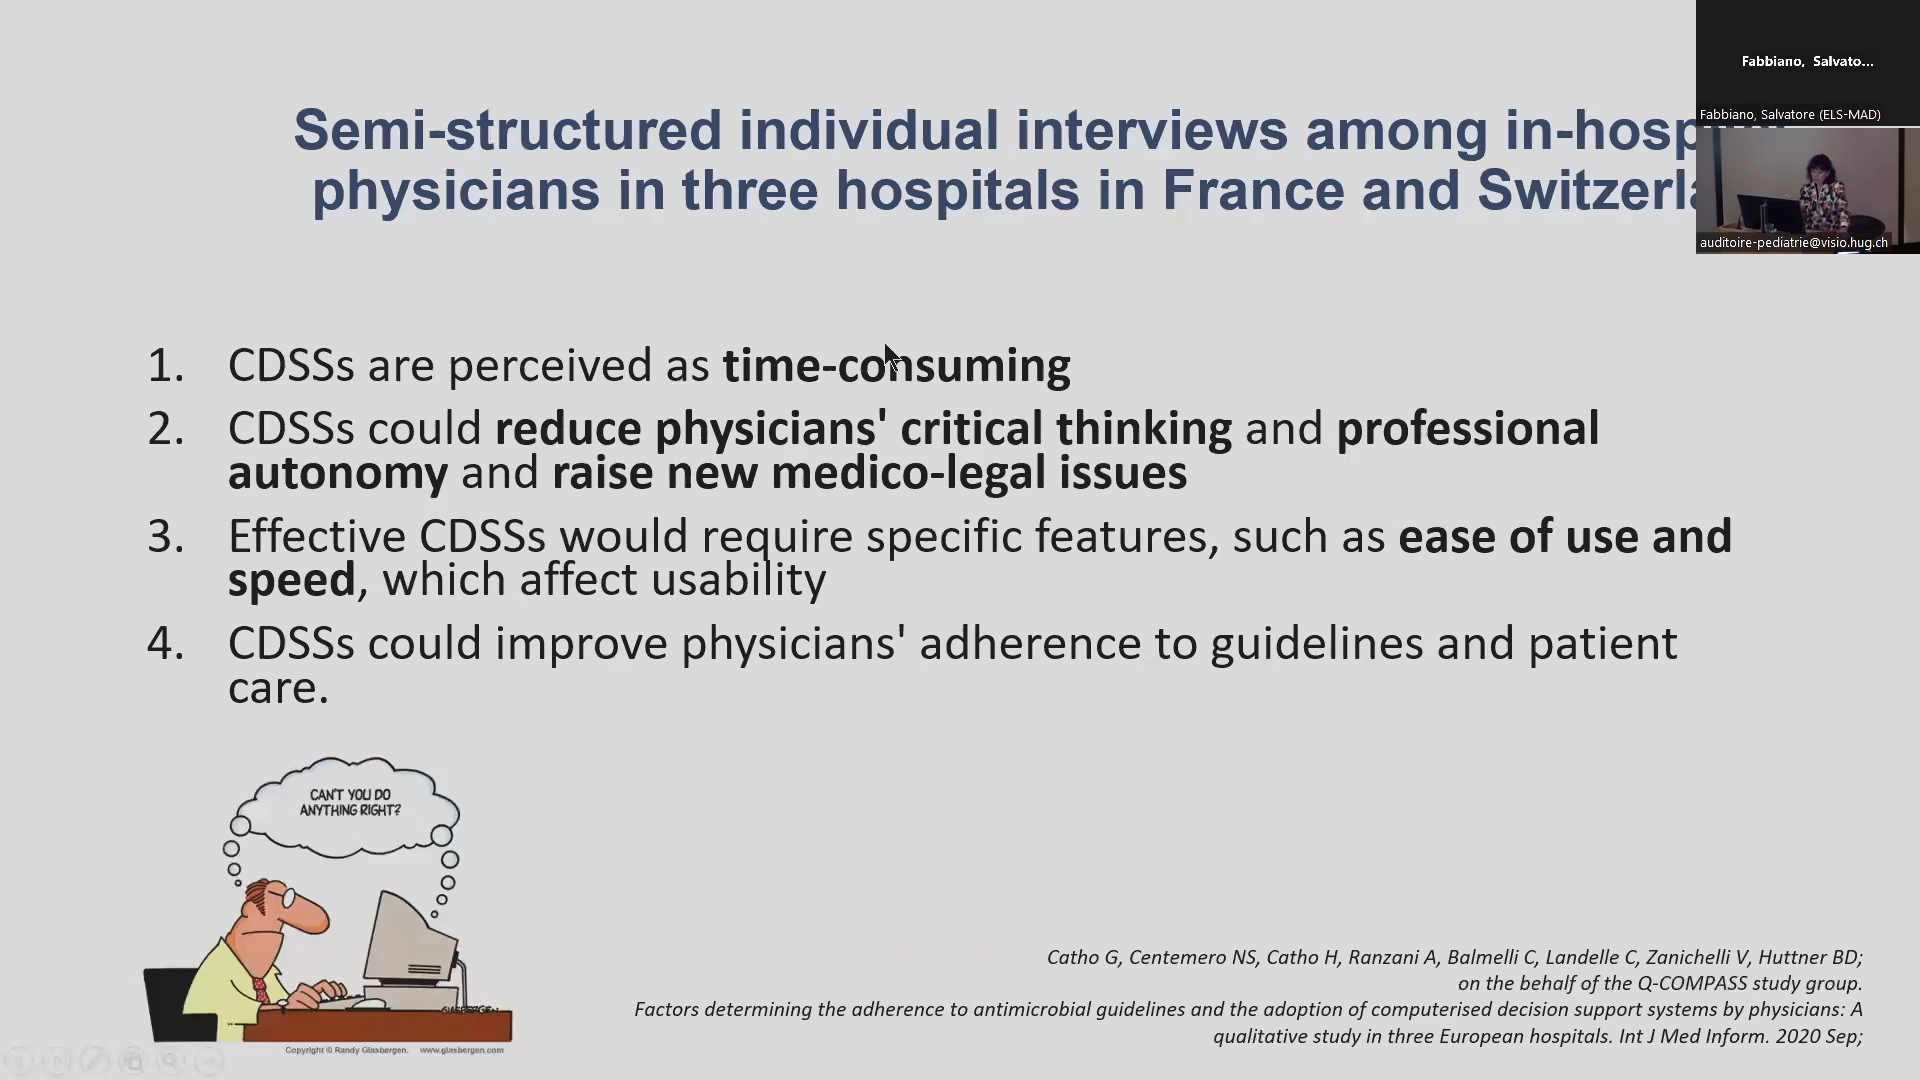 Semi-structured individual interviews among in-hosp
physicians in three hospitals in France and Switzerla
Fabbiano, Salvato...
Fabbiano, Salvatore (ELS-MAD)
auditoire-pediatrie@visio.hug.ch
1. CDSSs are perceived as time-consuming
2. CDSSs could reduce physicians' critical thinking and professional
autonomy and raise new medico-legal issues
3. Effective CDSSs would require specific features, such as ease of use and
speed, which affect usability
4. CDSSs could improve physicians' adherence to guidelines and patient
care.
CAN'T YOU DO
ANYTHING RIGHT?
GLASBERGEN
Copyright © Randy Glasbergen. www.glasbergen.com
Catho G, Centemero NS, Catho H, Ranzani A, Balmelli C, Landelle C, Zanichelli V, Huttner BD;
on the behalf of the Q-COMPASS study group.
Factors determining the adherence to antimicrobial guidelines and the adoption of computerised decision support systems by physicians: A
qualitative study in three European hospitals. Int J Med Inform. 2020 Sep;